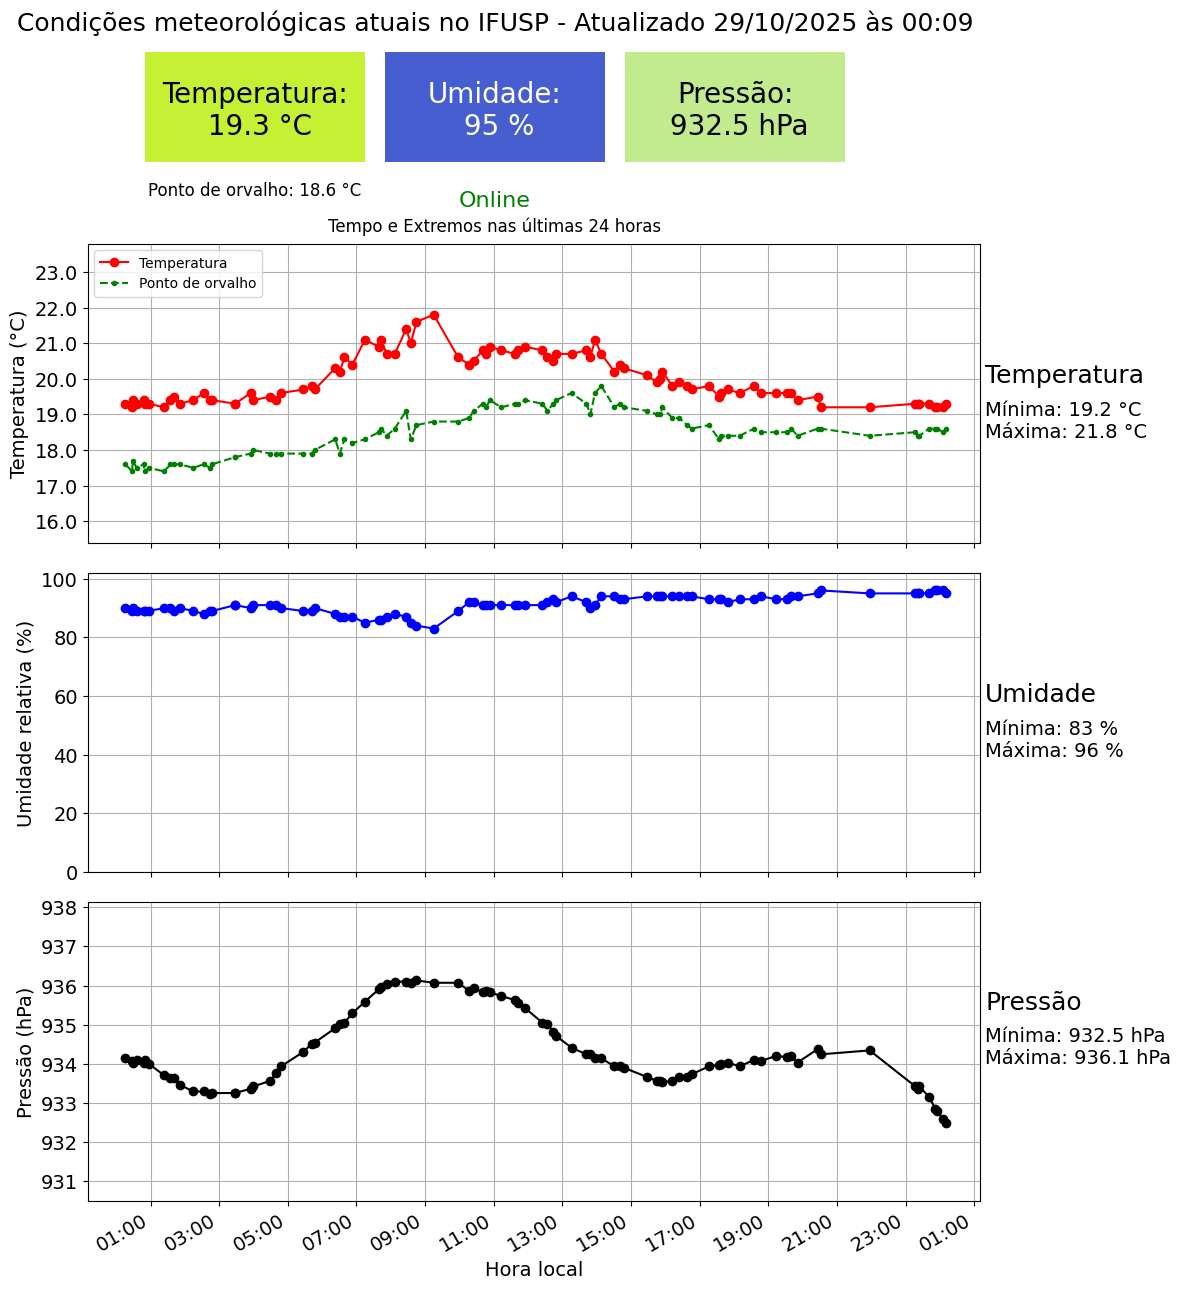 Condições meteorológicas atuais no IFUSP - Atualizado 29/10/2025 às 00:09
Temperatura:
19.3 °C
Umidade:
95 %
Pressão:
932.5 hPa
Ponto de orvalho: 18.6 °C
Online
Tempo e Extremos nas últimas 24 horas
Temperatura
Ponto de orvalho
Temperatura (°C)
23.0
22.0
21.0
20.0
19.0
18.0
17.0
16.0
Temperatura
Mínima: 19.2 °C
Máxima: 21.8 °C
Umidade relativa (%)
100
80
60
40
20
0
Umidade
Mínima: 83 %
Máxima: 96 %
Pressão (hPa)
938
937
936
935
934
933
932
931
Pressão
Mínima: 932.5 hPa
Máxima: 936.1 hPa
01:00 03:00 05:00 07:00 09:00 11:00 13:00 15:00 17:00 19:00 21:00 23:00 01:00
Hora local